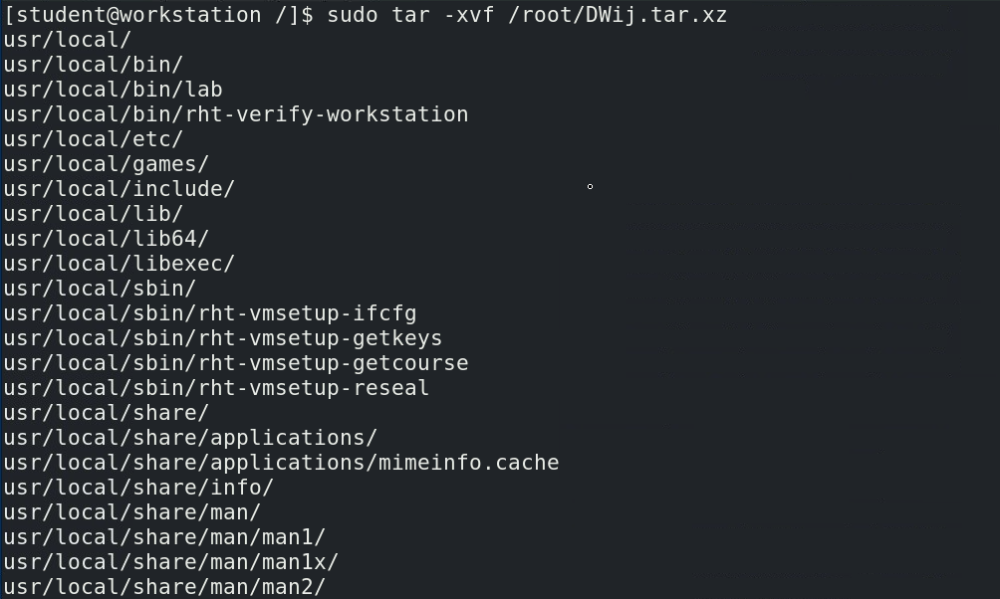 [student@workstation /]$ sudo tar -xvf /root/DWij.tar.xz
usr/local/
usr/local/bin/
usr/local/bin/lab
usr/local/bin/rht-verify-workstation
usr/local/etc/
usr/local/games/
usr/local/include/
usr/local/lib/
usr/local/lib64/
usr/local/libexec/
usr/local/sbin/
usr/local/sbin/rht-vmsetup-ifcfg
usr/local/sbin/rht-vmsetup-getkeys
usr/local/sbin/rht-vmsetup-getcourse
usr/local/sbin/rht-vmsetup-reseal
usr/local/share/
usr/local/share/applications/
usr/local/share/applications/mimeinfo.cache
usr/local/share/info/
usr/local/share/man/
usr/local/share/man/man1/
usr/local/share/man/man1x/
usr/local/share/man/man2/